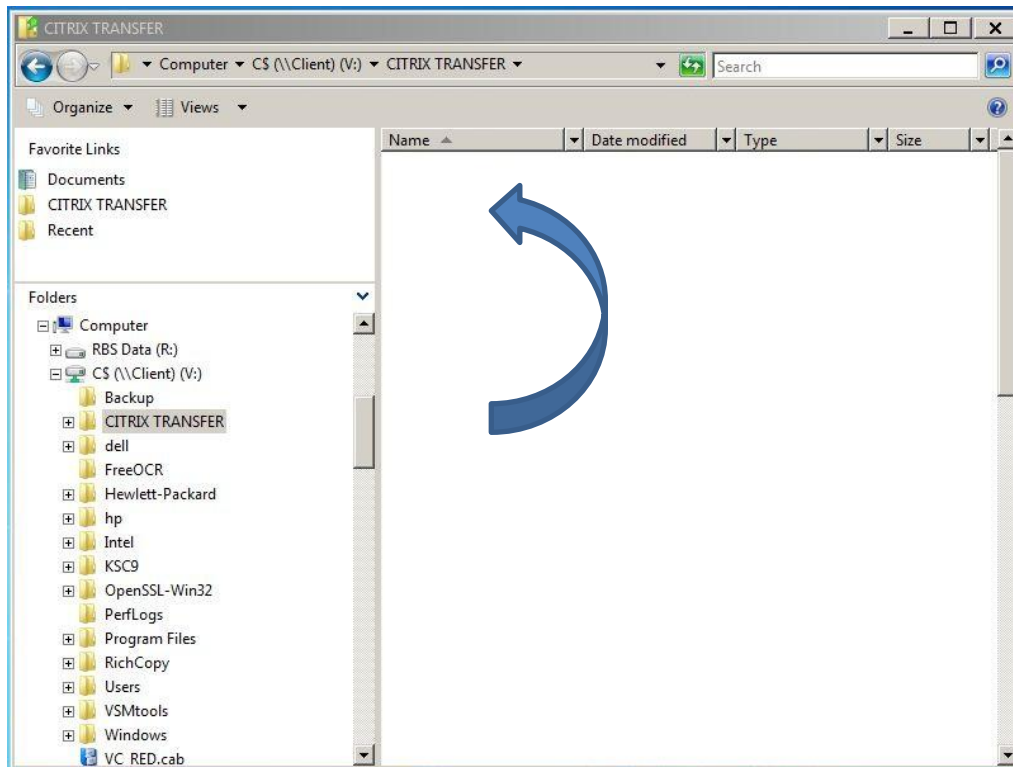 CITRIX TRANSFER
Computer C$ (\\Client) (V:) CITRIX TRANSFER Search
Organize Views
Name Date modified Type Size
Favorite Links
Documents
CITRIX TRANSFER
Recent
Folders
Computer
RBS Data (R:)
C$ (\\Client) (V:)
Backup
CITRIX TRANSFER
dell
FreeOCR
Hewlett-Packard
hp
Intel
KSC9
OpenSSL-Win32
PerfLogs
Program Files
RichCopy
Users
VSMtools
Windows
VC_RED.cab